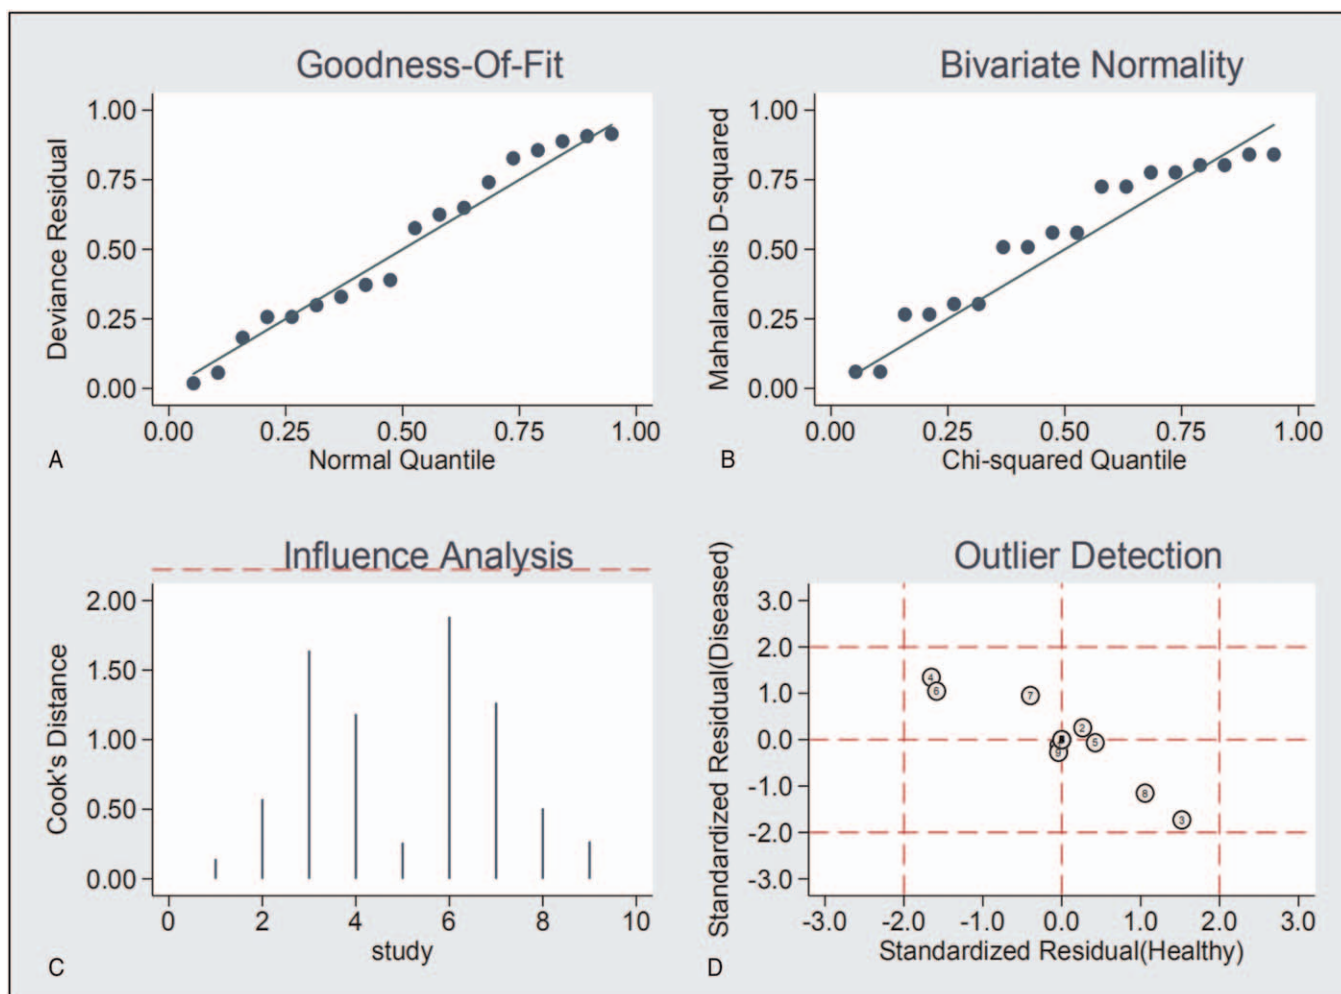 Goodness-Of-Fit
Deviance Residual
1.00
0.75
0.50
0.25
0.00
0.00 0.25 0.50 0.75 1.00
Normal Quantile
A
Bivariate Normality
Mahalanobis D-squared
1.00
0.75
0.50
0.25
0.00
0.00 0.25 0.50 0.75 1.00
Chi-squared Quantile
B
Influence Analysis
Cook's Distance
2.00
1.50
1.00
0.50
0.00
0 2 4 6 8 10
study
C
Outlier Detection
Standardized Residual(Diseased)
3.0
2.0
1.0
0.0
-1.0
-2.0
-3.0
4
6
7
2
5
9
8
3
-3.0 -2.0 -1.0 0.0 1.0 2.0 3.0
Standardized Residual(Healthy)
D